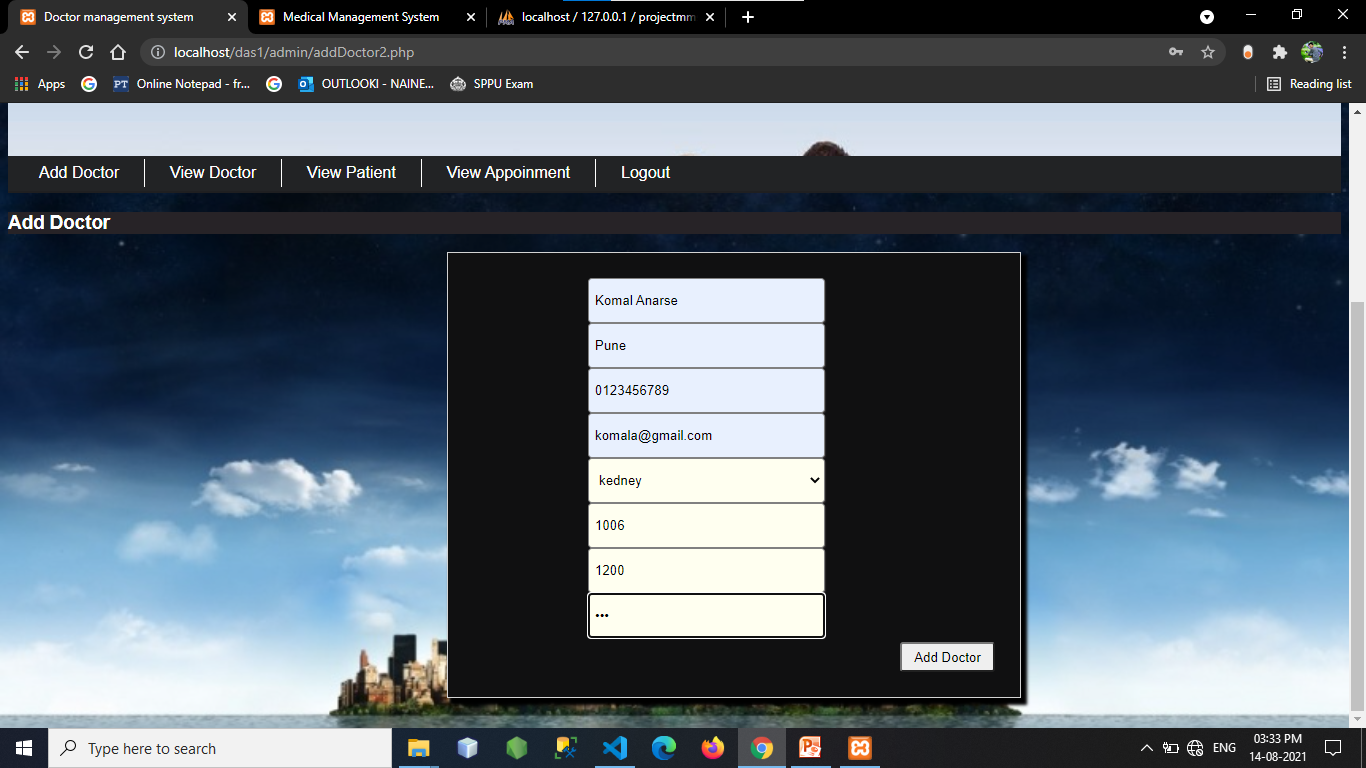 Doctor management system
Medical Management System
localhost / 127.0.0.1 / projectmm
localhost/das1/admin/addDoctor2.php
Apps
PT
Online Notepad - fr...
OUTLOOKI - NAINE...
SPPU Exam
Reading list
Add Doctor
View Doctor
View Patient
View Appoinment
Logout
Add Doctor
Komal Anarse
Pune
0123456789
komala@gmail.com
kedney
1006
1200
•••
Add Doctor
Type here to search
ENG
03:33 PM
14-08-2021